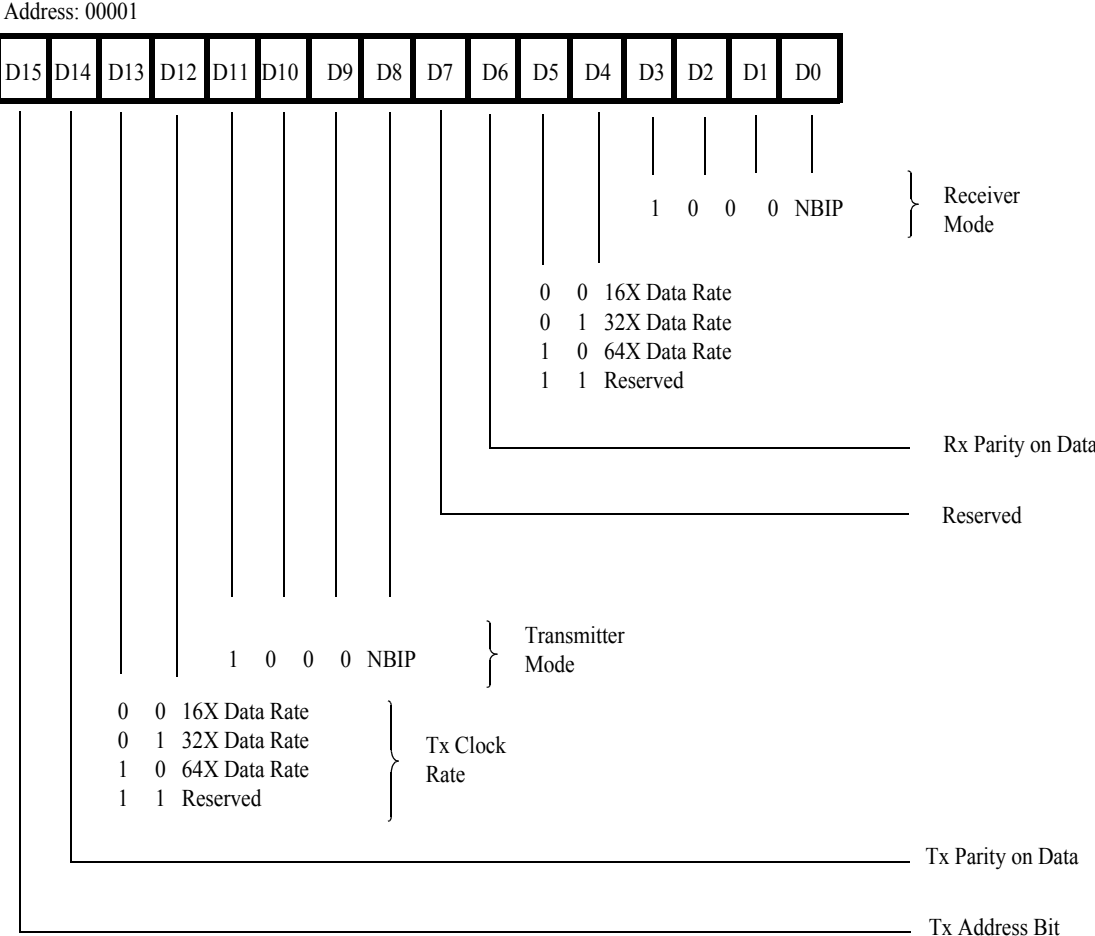 Address: 00001
D15 D14 D13 D12 D11 D10 D9 D8 D7 D6 D5 D4 D3 D2 D1 D0
1 0 0 0 NBIP
Receiver
Mode
0 0 16X Data Rate
0 1 32X Data Rate
1 0 64X Data Rate
1 1 Reserved
Rx Parity on Data
Reserved
1 0 0 0 NBIP
Transmitter
Mode
0 0 16X Data Rate
0 1 32X Data Rate
1 0 64X Data Rate
1 1 Reserved
Tx Clock
Rate
Tx Parity on Data
Tx Address Bit